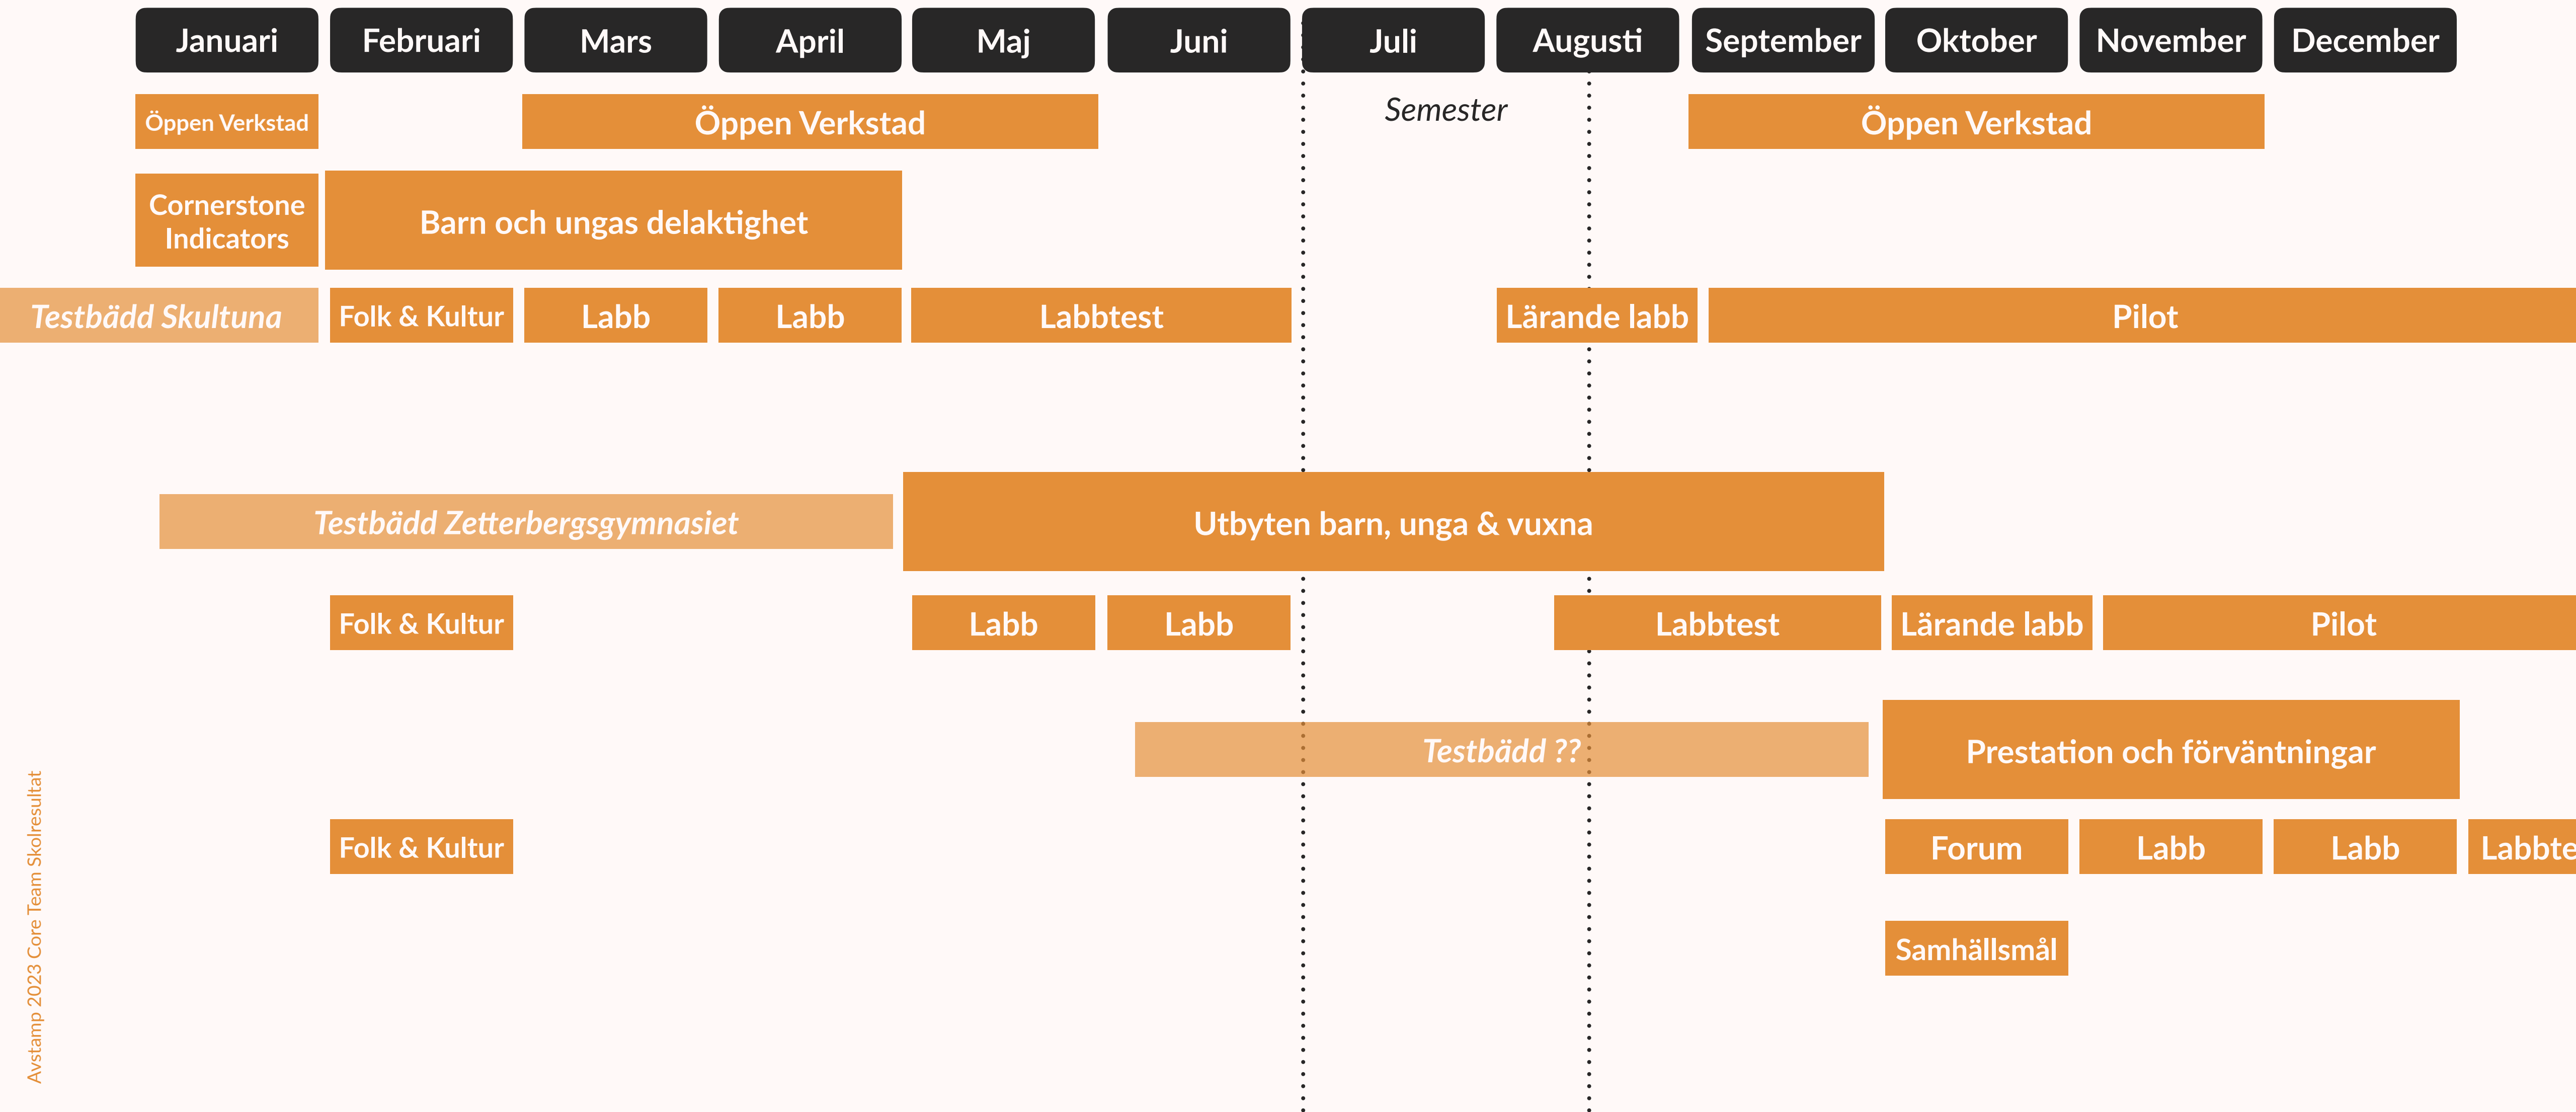 Januari
Februari
Mars
April
Maj
Juni
Juli
Augusti
September
Oktober
November
December
Öppen Verkstad
Öppen Verkstad
Semester
Öppen Verkstad
Cornerstone
Indicators
Barn och ungas delaktighet
Testbädd Skultuna
Folk & Kultur
Labb
Labb
Labbtest
Lärande labb
Pilot
Testbädd Zetterbergsgymnasiet
Utbyten barn, unga & vuxna
Folk & Kultur
Labb
Labb
Labbtest
Lärande labb
Pilot
Testbädd ??
Prestation och förväntningar
Folk & Kultur
Forum
Labb
Labb
Labbte
Samhällsmål
Avstamp 2023 Core Team Skolresultat